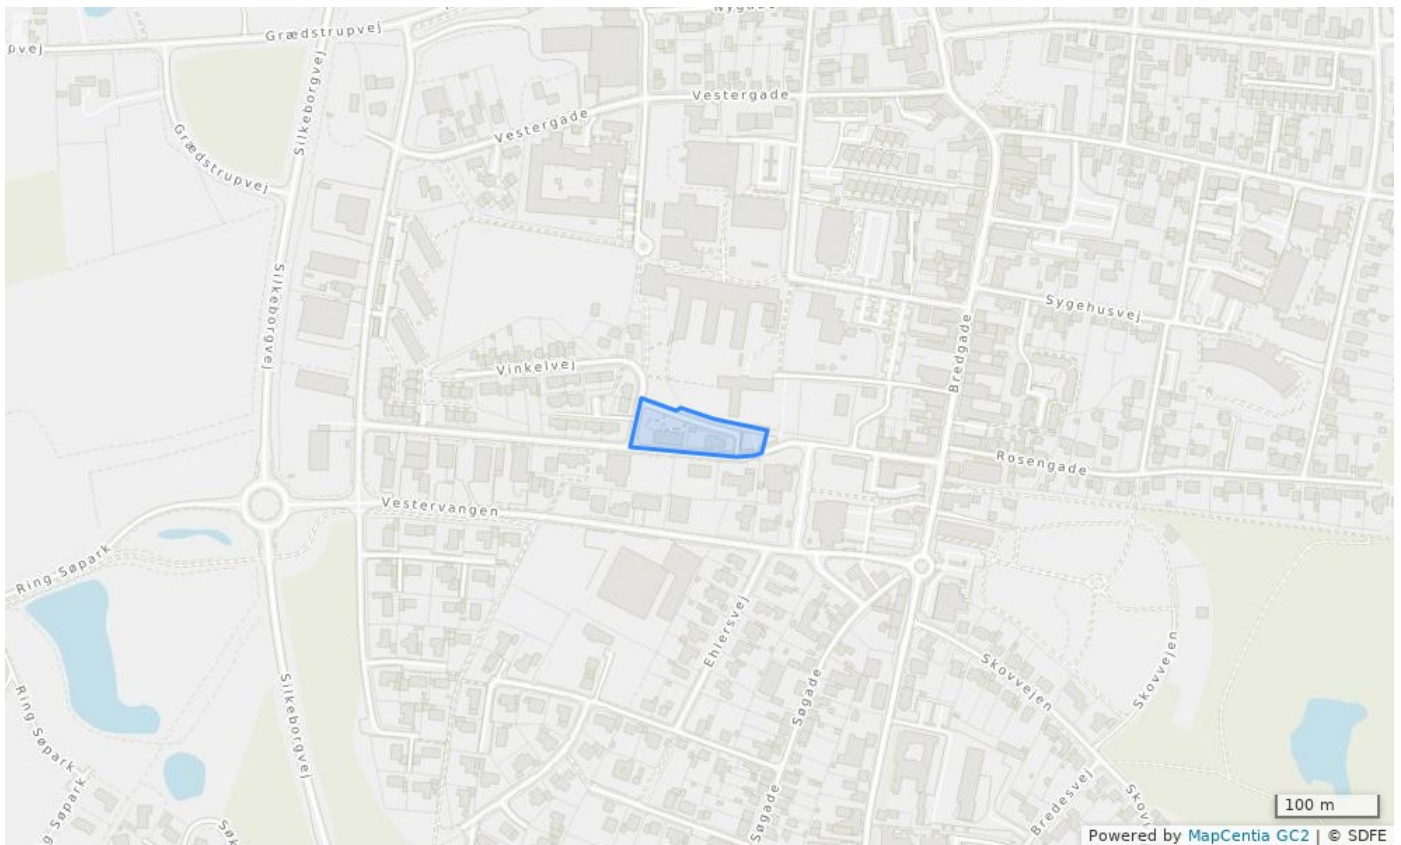 Grædstrupvej
Silkeborgvej
Grædstrupvej
Vestergade
Vestergade
Silkeborgvej
Sygehusvej
Bredgade
Vinkelvej
Rosengade
Vestervangen
Ring Søpark
Ehlersvej
Søgade
Skovvejen
Skovvejen
Silkeborgvej
Ring Søpark
Søgade
Bredesvej
100 m
Powered by MapCentia GC2 | © SDFE